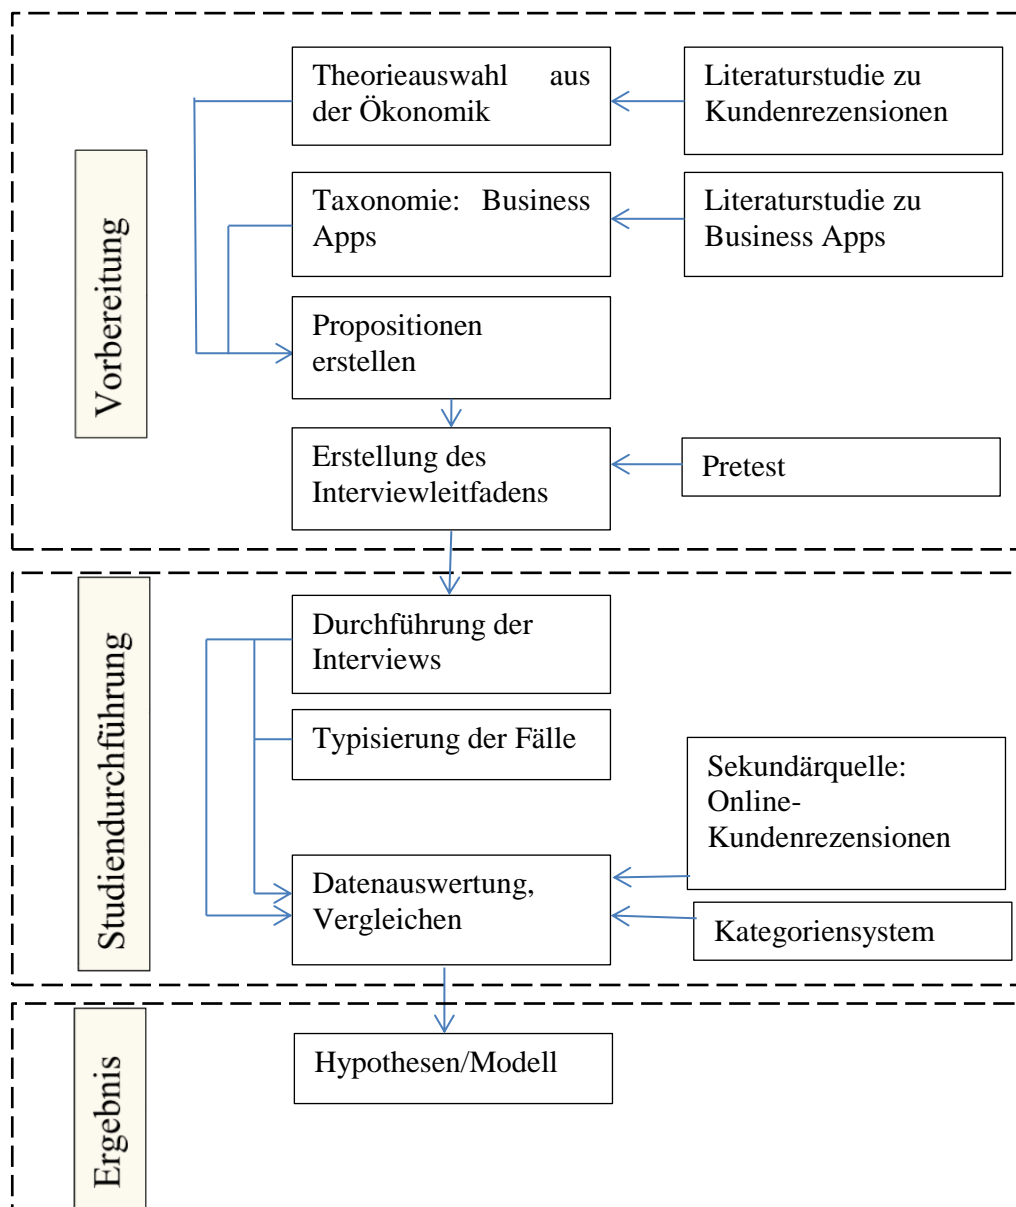 Vorbereitung
Theorieauswahl aus
der Ökonomik
Literaturstudie zu
Kundenrezensionen
Taxonomie: Business
Apps
Literaturstudie zu
Business Apps
Propositionen
erstellen
Erstellung des
Interviewleitfadens
Pretest
Studiendurchführung
Durchführung der
Interviews
Typisierung der Fälle
Sekundärquelle:
Online-
Kundenrezensionen
Datenauswertung,
Vergleichen
Kategoriensystem
Ergebnis
Hypothesen/Modell